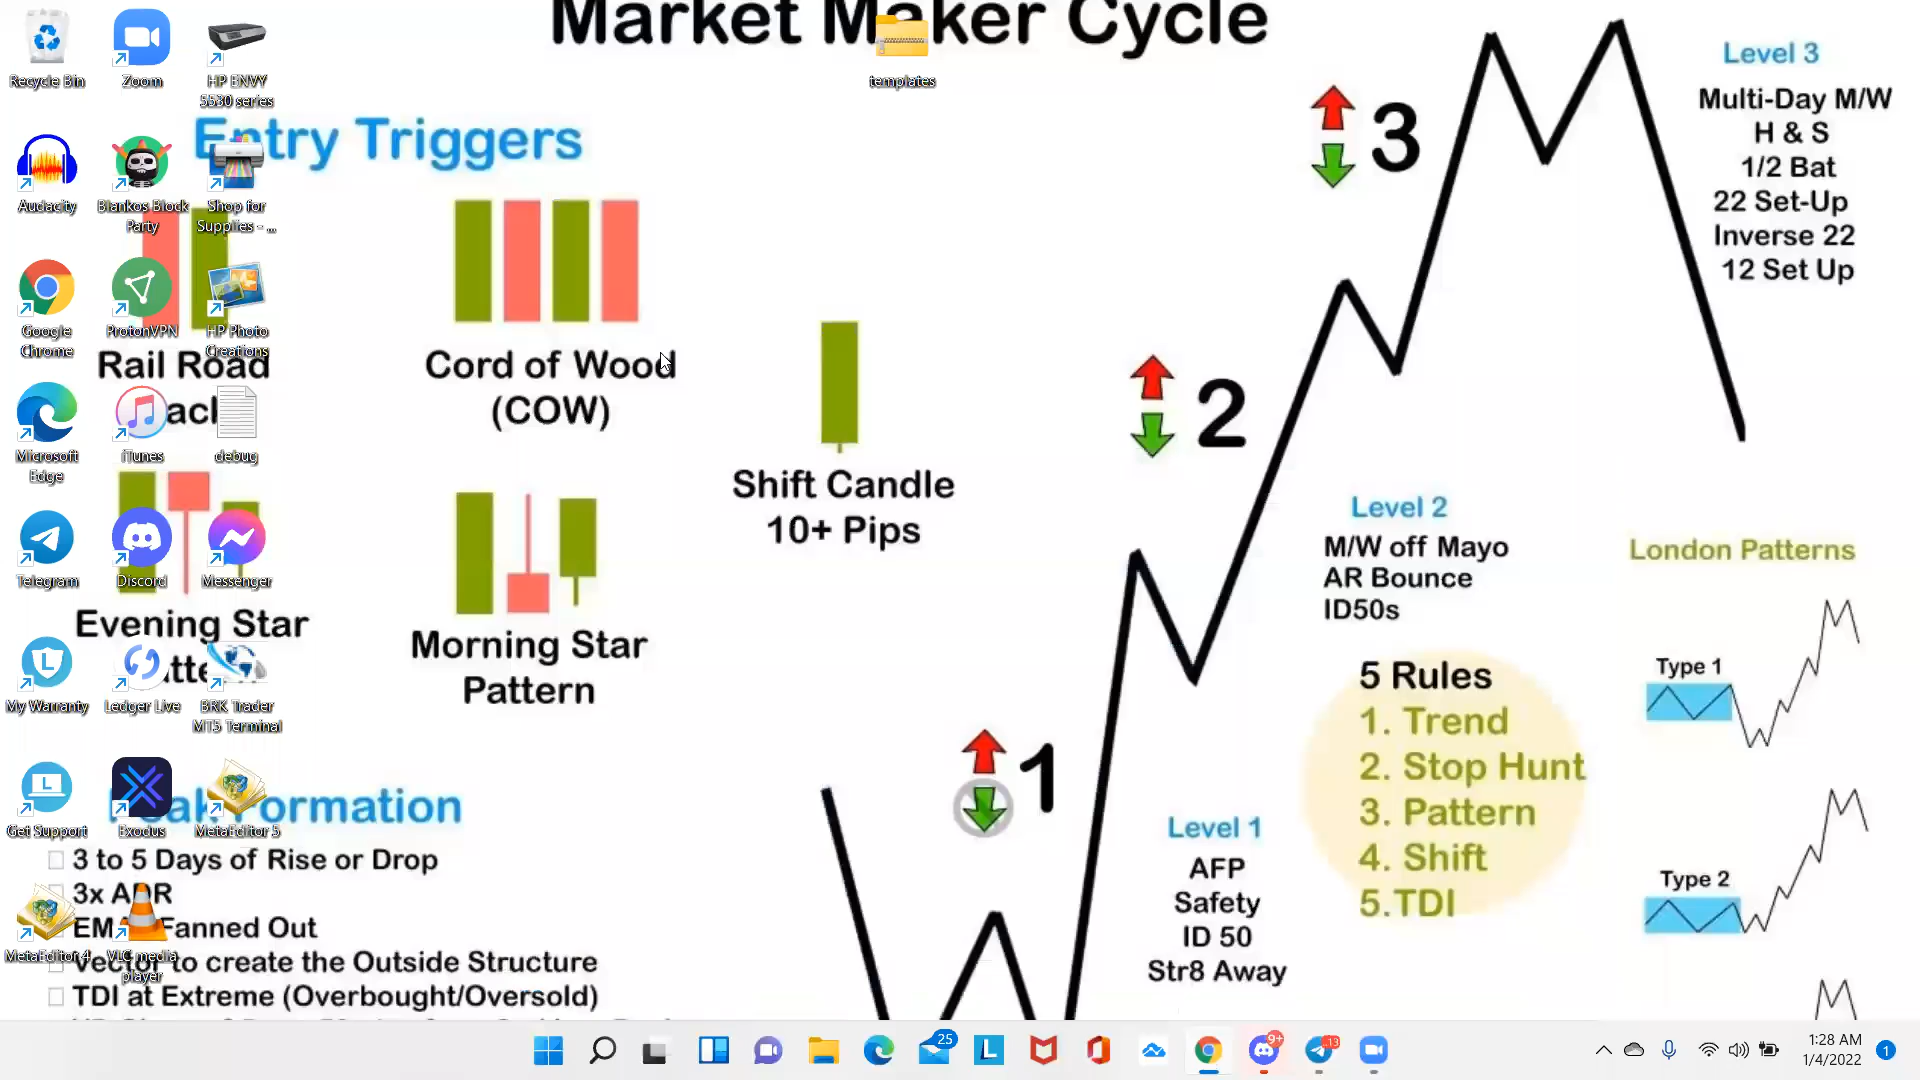 Market Maker Cycle
Recycle Bin
Zoom
HP ENVY
5530 series
templates
Level 3
Multi-Day M/W
H & S
1/2 Bat
22 Set-Up
Inverse 22
12 Set Up
3
Entry Triggers
Audacity
Blankos Block
Party
Shop for
Supplies - ...
Google
Chrome
ProtonVPN
HP Photo
Creations
Rail Road
Cord of Wood
(COW)
Microsoft
Edge
iTunes
debug
Shift Candle
10+ Pips
2
Level 2
M/W off Mayo
AR Bounce
ID50s
London Patterns
Telegram
Discord
Messenger
Evening Star
Morning Star
Pattern
My Warranty
Ledger Live
BRK Trader
MT5 Terminal
5 Rules
1. Trend
2. Stop Hunt
3. Pattern
4. Shift
5.TDI
Type 1
Type 2
1
Level 1
AFP
Safety
ID 50
Str8 Away
Get Support
Exodus
MetaEditor 5
Peak Formation
3 to 5 Days of Rise or Drop
3x ADR
Fanned Out
MetaEditor 4
VLC media
player
Vector to create the Outside Structure
TDI at Extreme (Overbought/Oversold)
25
9+
13
1:28 AM
1/4/2022
1